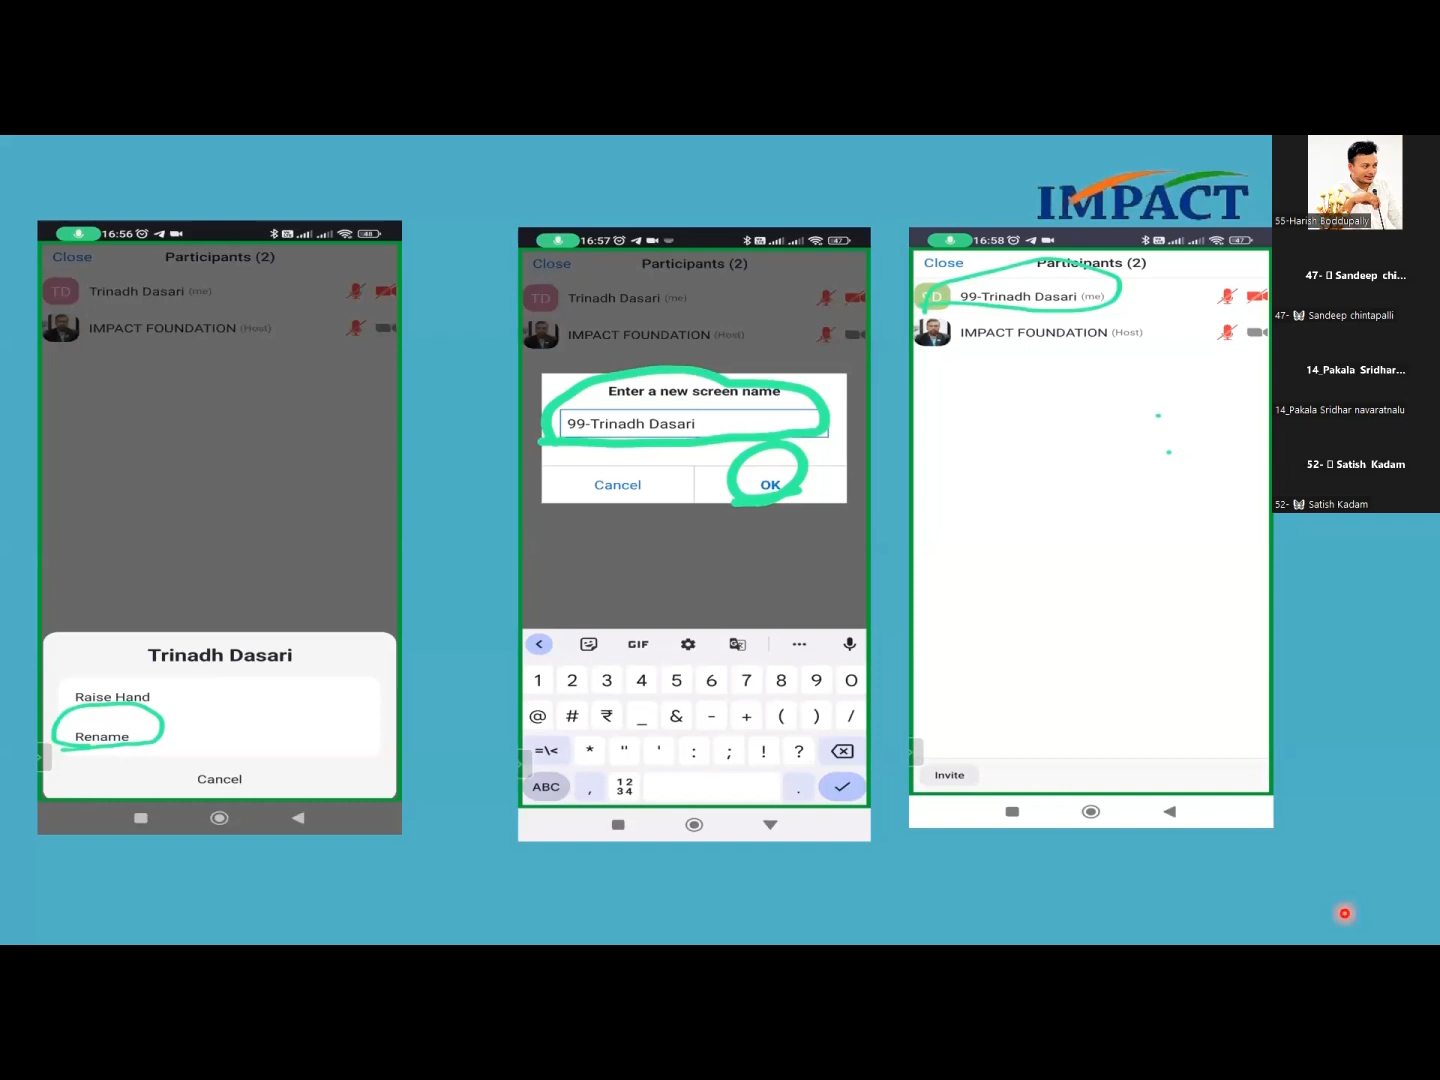 IMPACT
16:56
Close
Participants (2)
TD
Trinadh Dasari (me)
IMPACT FOUNDATION (Host)
Trinadh Dasari
Raise Hand
Rename
Cancel
16:57
Close
Participants (2)
TD
Trinadh Dasari (me)
IMPACT FOUNDATION (Host)
Enter a new screen name
99-Trinadh Dasari
Cancel
OK
GIF
1 2 3 4 5 6 7 8 9 0
@ # ₹ _ & - + ( ) /
=\< * " ' : ; ! ?
ABC , 12 34 .
16:58
Close
Participants (2)
99-Trinadh Dasari (me)
IMPACT FOUNDATION (Host)
Invite
55-Harish Boddupally
47- Sandeep chi...
47- Sandeep chintapalli
14_Pakala Sridhar...
14_Pakala Sridhar navaratnalu
52- Satish Kadam
52- Satish Kadam